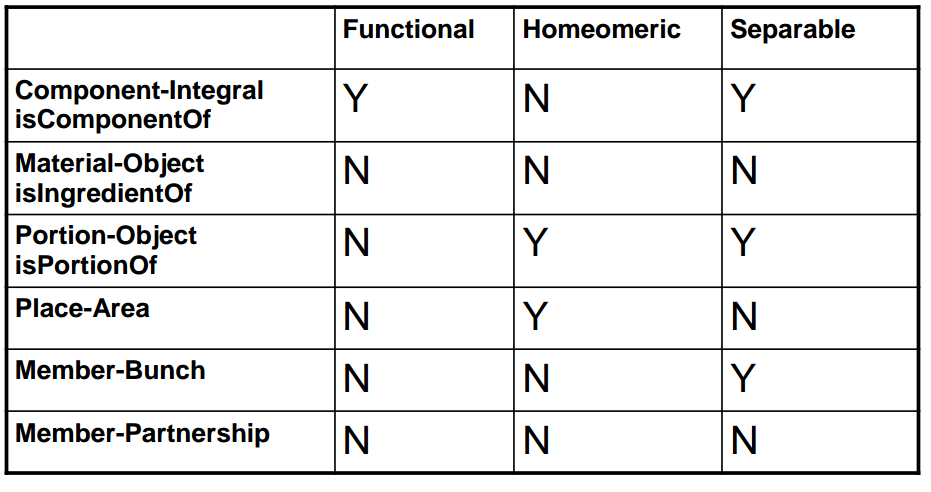 Functional Homeomeric Separable
Component-Integral
isComponentOf Y N Y
Material-Object
isIngredientOf N N N
Portion-Object
isPortionOf N Y Y
Place-Area N Y N
Member-Bunch N N Y
Member-Partnership N N N